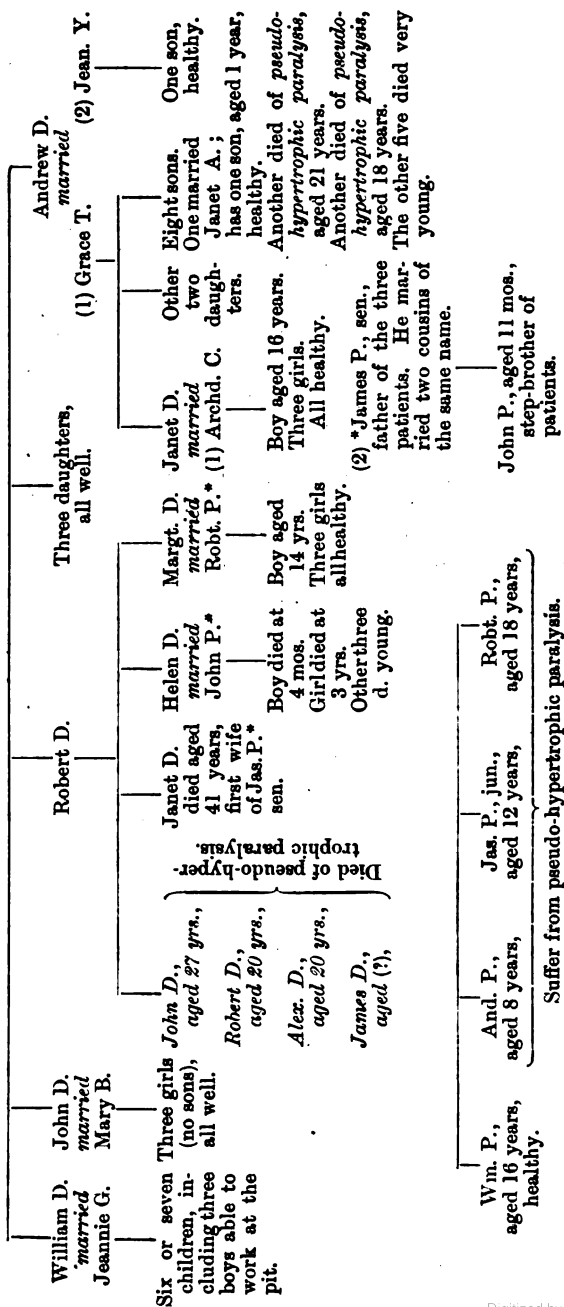 William D.
married
Jeannie G.
John D.
married
Mary B.
Robert D.
Three daughters,
all well.
Andrew D.
married
(1) Grace T.
(2) Jean. Y.
Six or seven
children, in-
cluding three
boys able to
work at the
pit.
Three girls
(no sons),
all well.
John D.,
aged 27 yrs.,
Robert D.,
aged 20 yrs.,
Alex. D.,
aged 20 yrs.,
James D.,
aged (?),
Died of pseudo-hyper-
trophic paralysis.
Janet D.
died aged
41 years,
first wife
of Jas. P.*
sen.
Helen D.
married
John P.*
Boy died at
4 mos.
Girl died at
3 yrs.
Other three
d. young.
Margt. D.
married
Robt. P.*
Boy aged
14 yrs.
Three girls
all healthy.
Janet D.
married
(1) Archd. C.
Boy aged 16 years.
Three girls.
All healthy.
(2) *James P., sen.,
father of the three
patients. He mar-
ried two cousins of
the same name.
John P., aged 11 mos.,
step-brother of
patients.
Other
two
daugh-
ters.
Eight sons.
One married
Janet A.;
has one son, aged 1 year,
healthy.
Another died of pseudo-
hypertrophic paralysis,
aged 21 years.
Another died of pseudo-
hypertrophic paralysis,
aged 18 years.
The other five died very
young.
One son,
healthy.
Wm. P.,
aged 16 years,
healthy.
And. P.,
aged 8 years,
Jas. P., jun.,
aged 12 years,
Robt. P.,
aged 18 years,
Suffer from pseudo-hypertrophic paralysis.
Digitized by